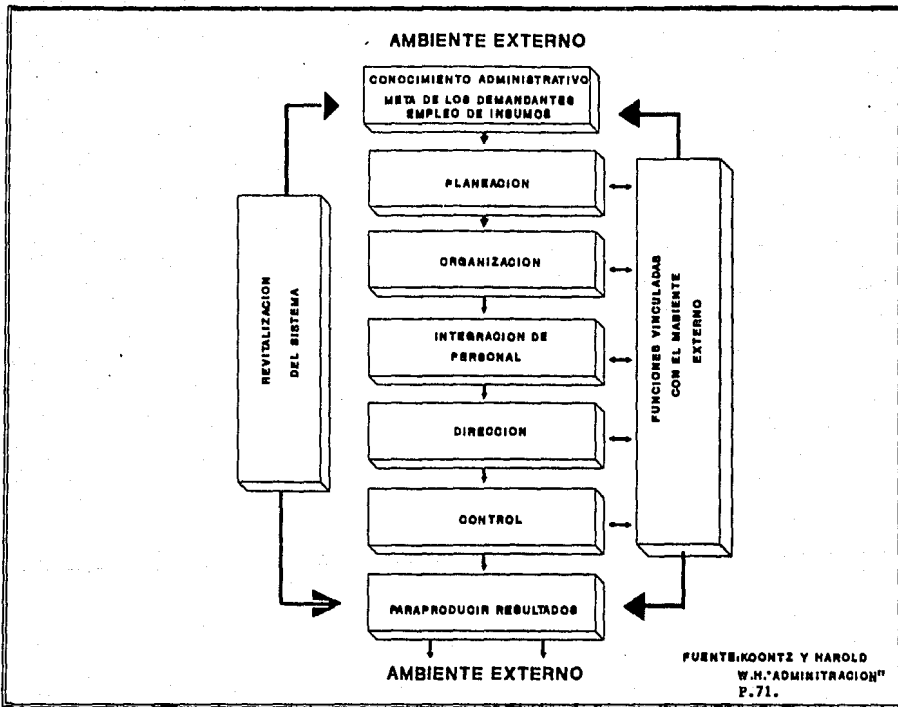 AMBIENTE EXTERNO
CONOCIMIENTO ADMINISTRATIVO
META DE LOS DEMANDANTES
EMPLEO DE INSUMOS
PLANEACION
ORGANIZACION
INTEGRACION DE
PERSONAL
DIRECCION
CONTROL
PARAPRODUCIR RESULTADOS
AMBIENTE EXTERNO
REVITALIZACION
DEL SISTEMA
FUNCIONES VINCULADAS
CON EL MABIENTE
EXTERNO
FUENTE:KOONTZ Y HAROLD
W.H."ADMINITRACION"
P.71.